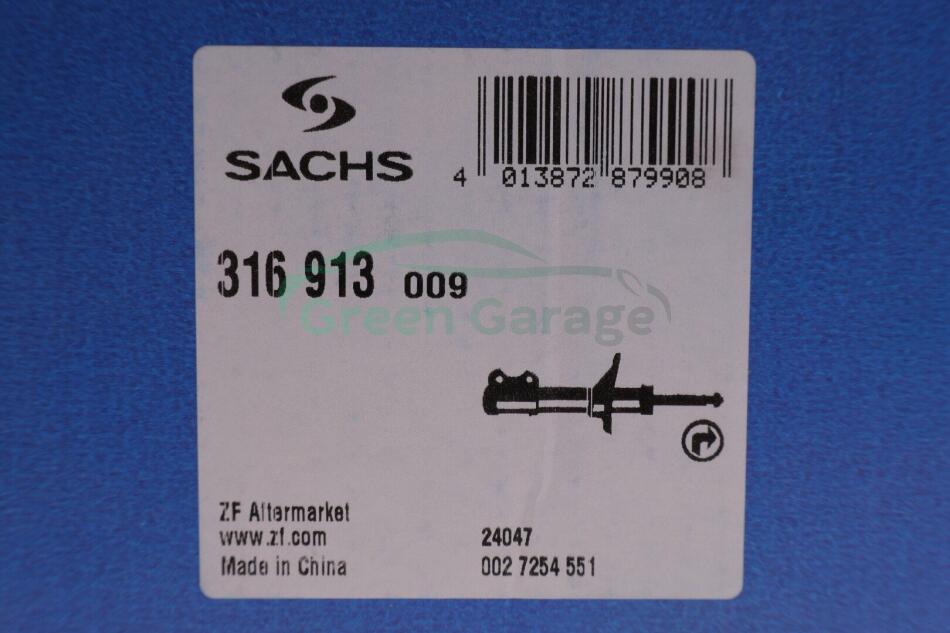 SACHS
4 013872 879908
316 913 009
Green Garage
ZF Aftermarket
www.zf.com
Made in China
24047
002 7254 551